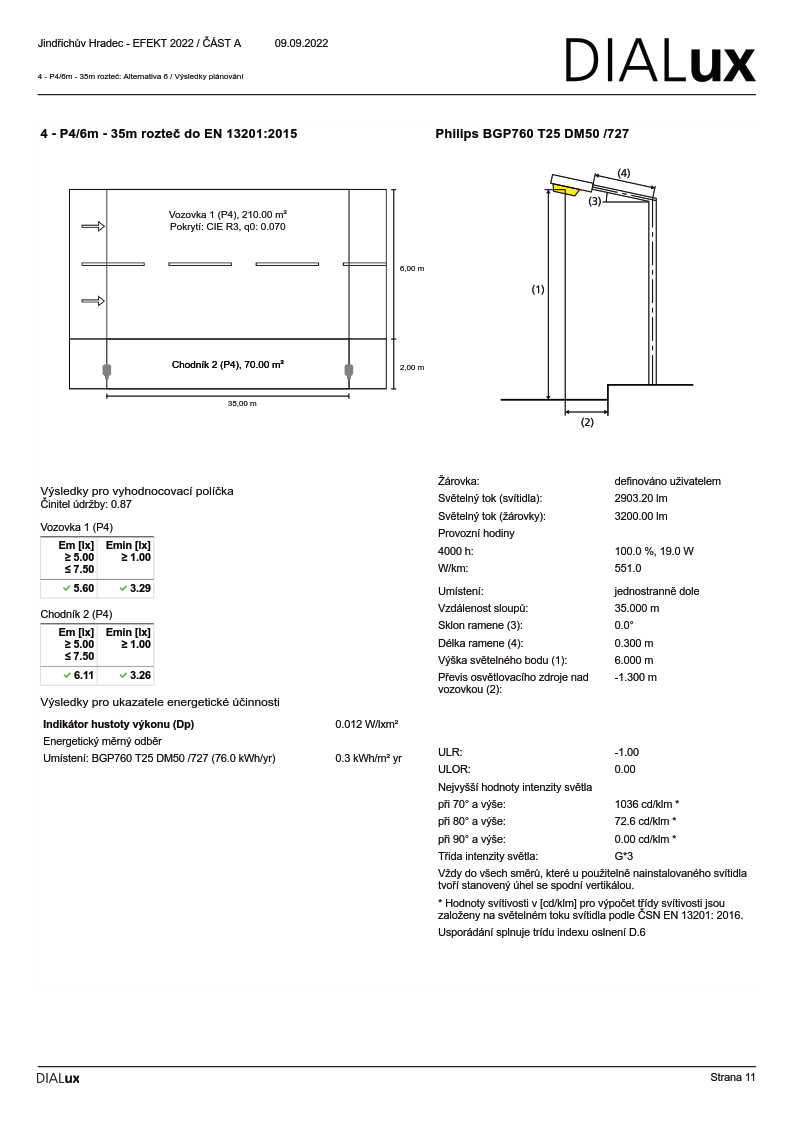 Jindřichův Hradec - EFEKT 2022 / ČÁST A 09.09.2022
DIALux
4 - P4/6m - 35m rozteč: Alternativa 6 / Výsledky plánování
4 - P4/6m - 35m rozteč do EN 13201:2015
Vozovka 1 (P4), 210.00 m²
Pokrytí: CIE R3, q0: 0.070
6,00 m
Chodník 2 (P4), 70.00 m²
2,00 m
35,00 m
Výsledky pro vyhodnocovací políčka
Činitel údržby: 0.87
Vozovka 1 (P4)
Em [lx] Emin [lx]
≥ 5.00 ≥ 1.00
≤ 7.50
5.60 3.29
Chodník 2 (P4)
Em [lx] Emin [lx]
≥ 5.00 ≥ 1.00
≤ 7.50
6.11 3.26
Výsledky pro ukazatele energetické účinnosti
Indikátor hustoty výkonu (Dp) 0.012 W/lxm²
Energetický měrný odběr
Umístení: BGP760 T25 DM50 /727 (76.0 kWh/yr) 0.3 kWh/m² yr
Philips BGP760 T25 DM50 /727
(4)
(3)
(1)
(2)
Žárovka: definováno uživatelem
Světelný tok (svítidla): 2903.20 lm
Světelný tok (žárovky): 3200.00 lm
Provozní hodiny
4000 h: 100.0 %, 19.0 W
W/km: 551.0
Umístení: jednostranně dole
Vzdálenost sloupů: 35.000 m
Sklon ramene (3): 0.0°
Délka ramene (4): 0.300 m
Výška světelného bodu (1): 6.000 m
Převis osvětlovacího zdroje nad -1.300 m
vozovkou (2):
ULR: -1.00
ULOR: 0.00
Nejvyšší hodnoty intenzity světla
při 70° a výše: 1036 cd/klm *
při 80° a výše: 72.6 cd/klm *
při 90° a výše: 0.00 cd/klm *
Třida intenzity světla: G*3
Vždy do všech směrů, které u použitelně nainstalovaného svítidla
tvoří stanovený úhel se spodní vertikálou.
* Hodnoty svítivosti v [cd/klm] pro výpočet třídy svítivosti jsou
založeny na světelném toku svítidla podle ČSN EN 13201: 2016.
Usporádání splnuje trídu indexu oslnení D.6
DIALux
Strana 11